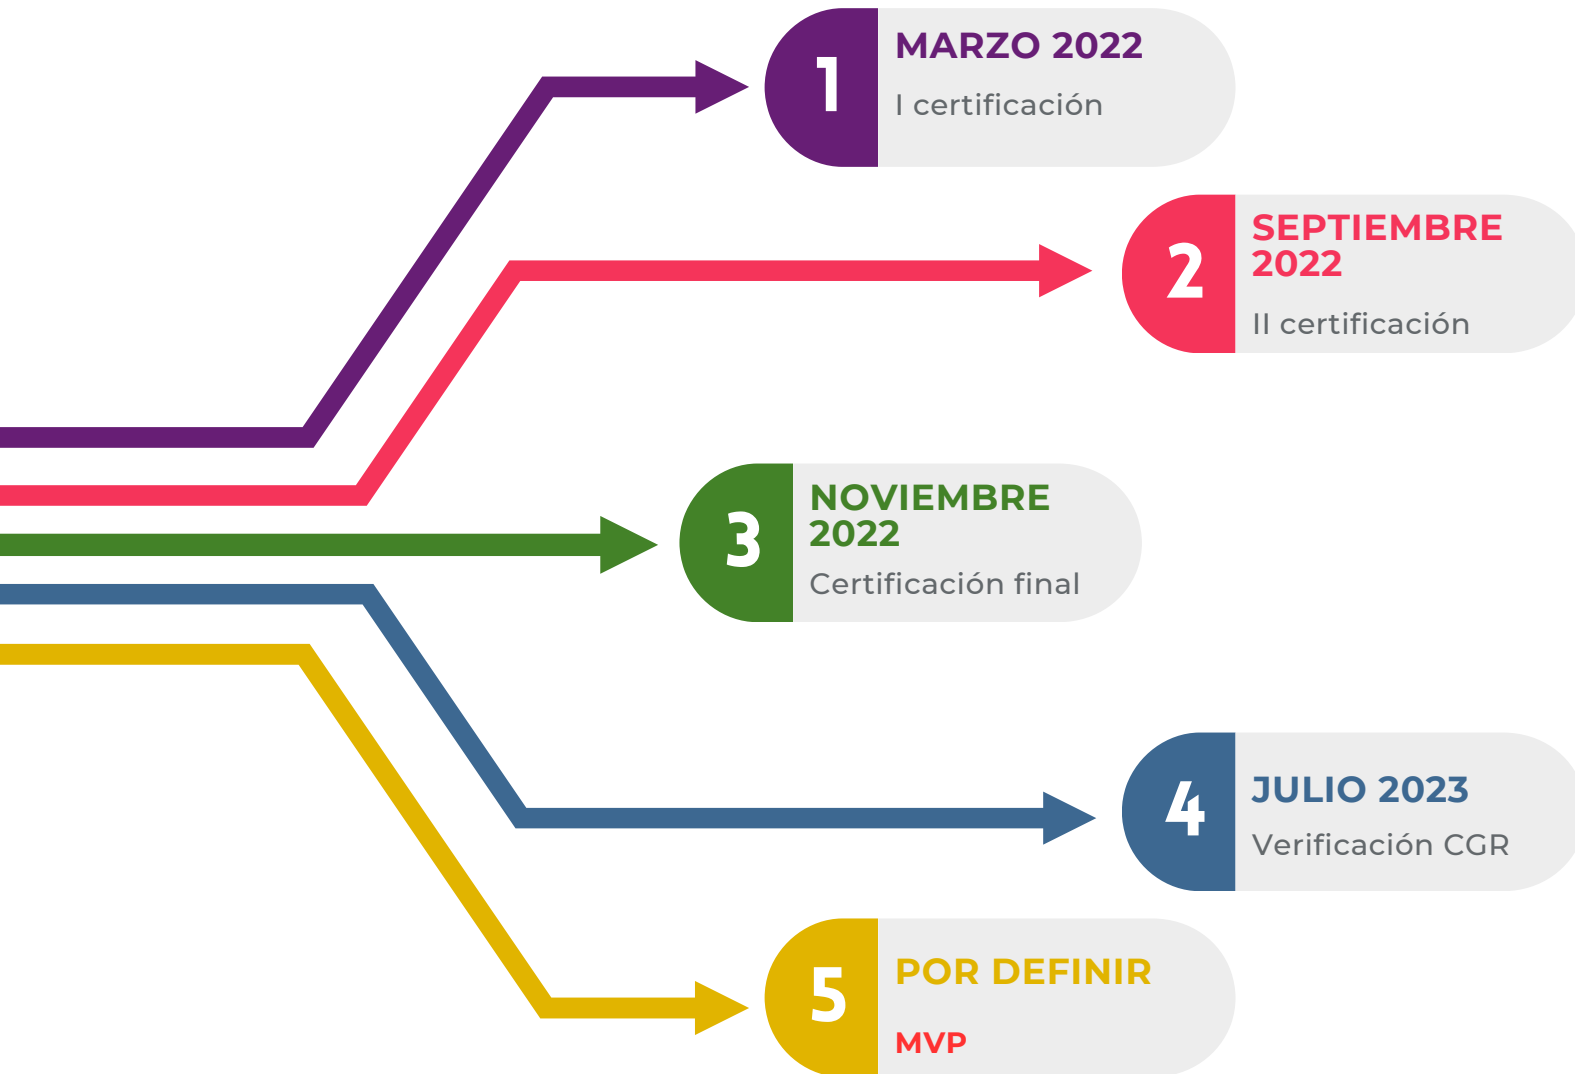 1
MARZO 2022
I certificación
2
SEPTIEMBRE
2022
II certificación
3
NOVIEMBRE
2022
Certificación final
4
JULIO 2023
Verificación CGR
5
POR DEFINIR
MVP